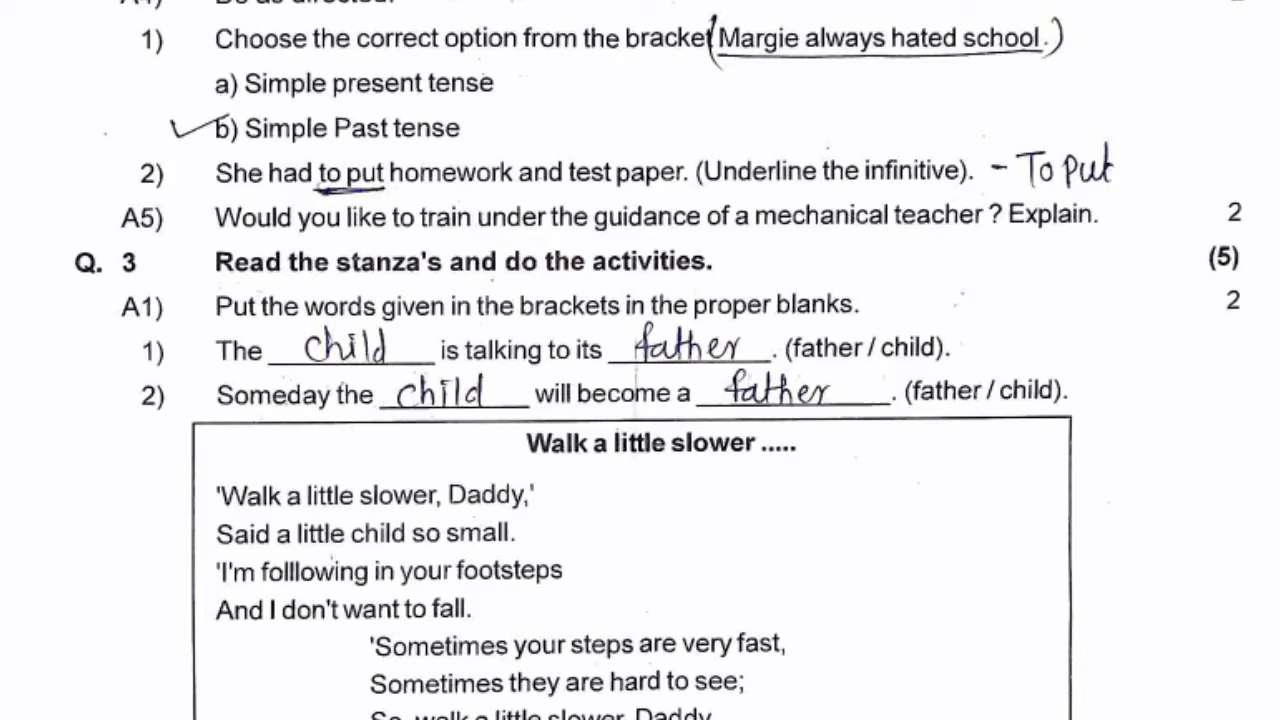 1) Choose the correct option from the bracket (Margie always hated school.)
a) Simple present tense
b) Simple Past tense
2) She had to put homework and test paper. (Underline the infinitive). - To put
A5) Would you like to train under the guidance of a mechanical teacher ? Explain. 2
Q. 3 Read the stanza's and do the activities. (5)
A1) Put the words given in the brackets in the proper blanks. 2
1) The child is talking to its father. (father / child).
2) Someday the child will become a father. (father / child).
Walk a little slower .....
'Walk a little slower, Daddy,'
Said a little child so small.
'I'm folllowing in your footsteps
And I don't want to fall.
'Sometimes your steps are very fast,
Sometimes they are hard to see;
So, walk a little slower, Daddy